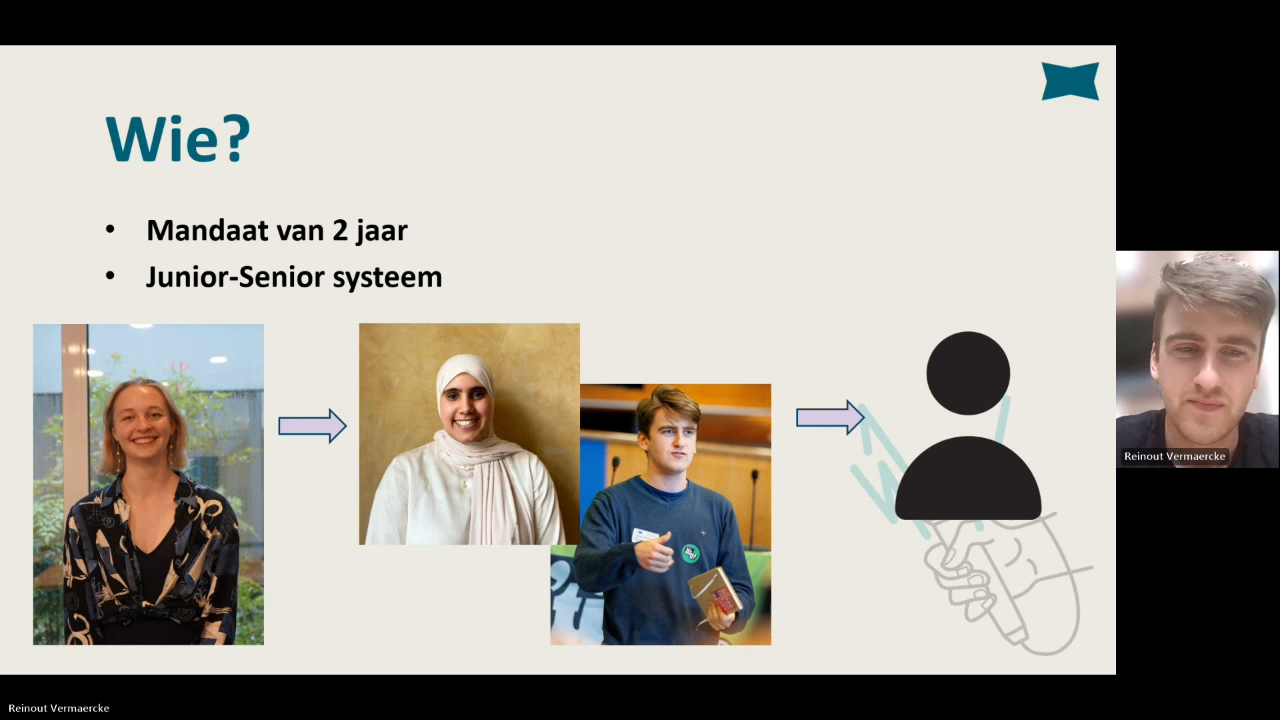 Wie?
• Mandaat van 2 jaar
• Junior-Senior systeem
Reinout Vermaercke
Reinout Vermaercke